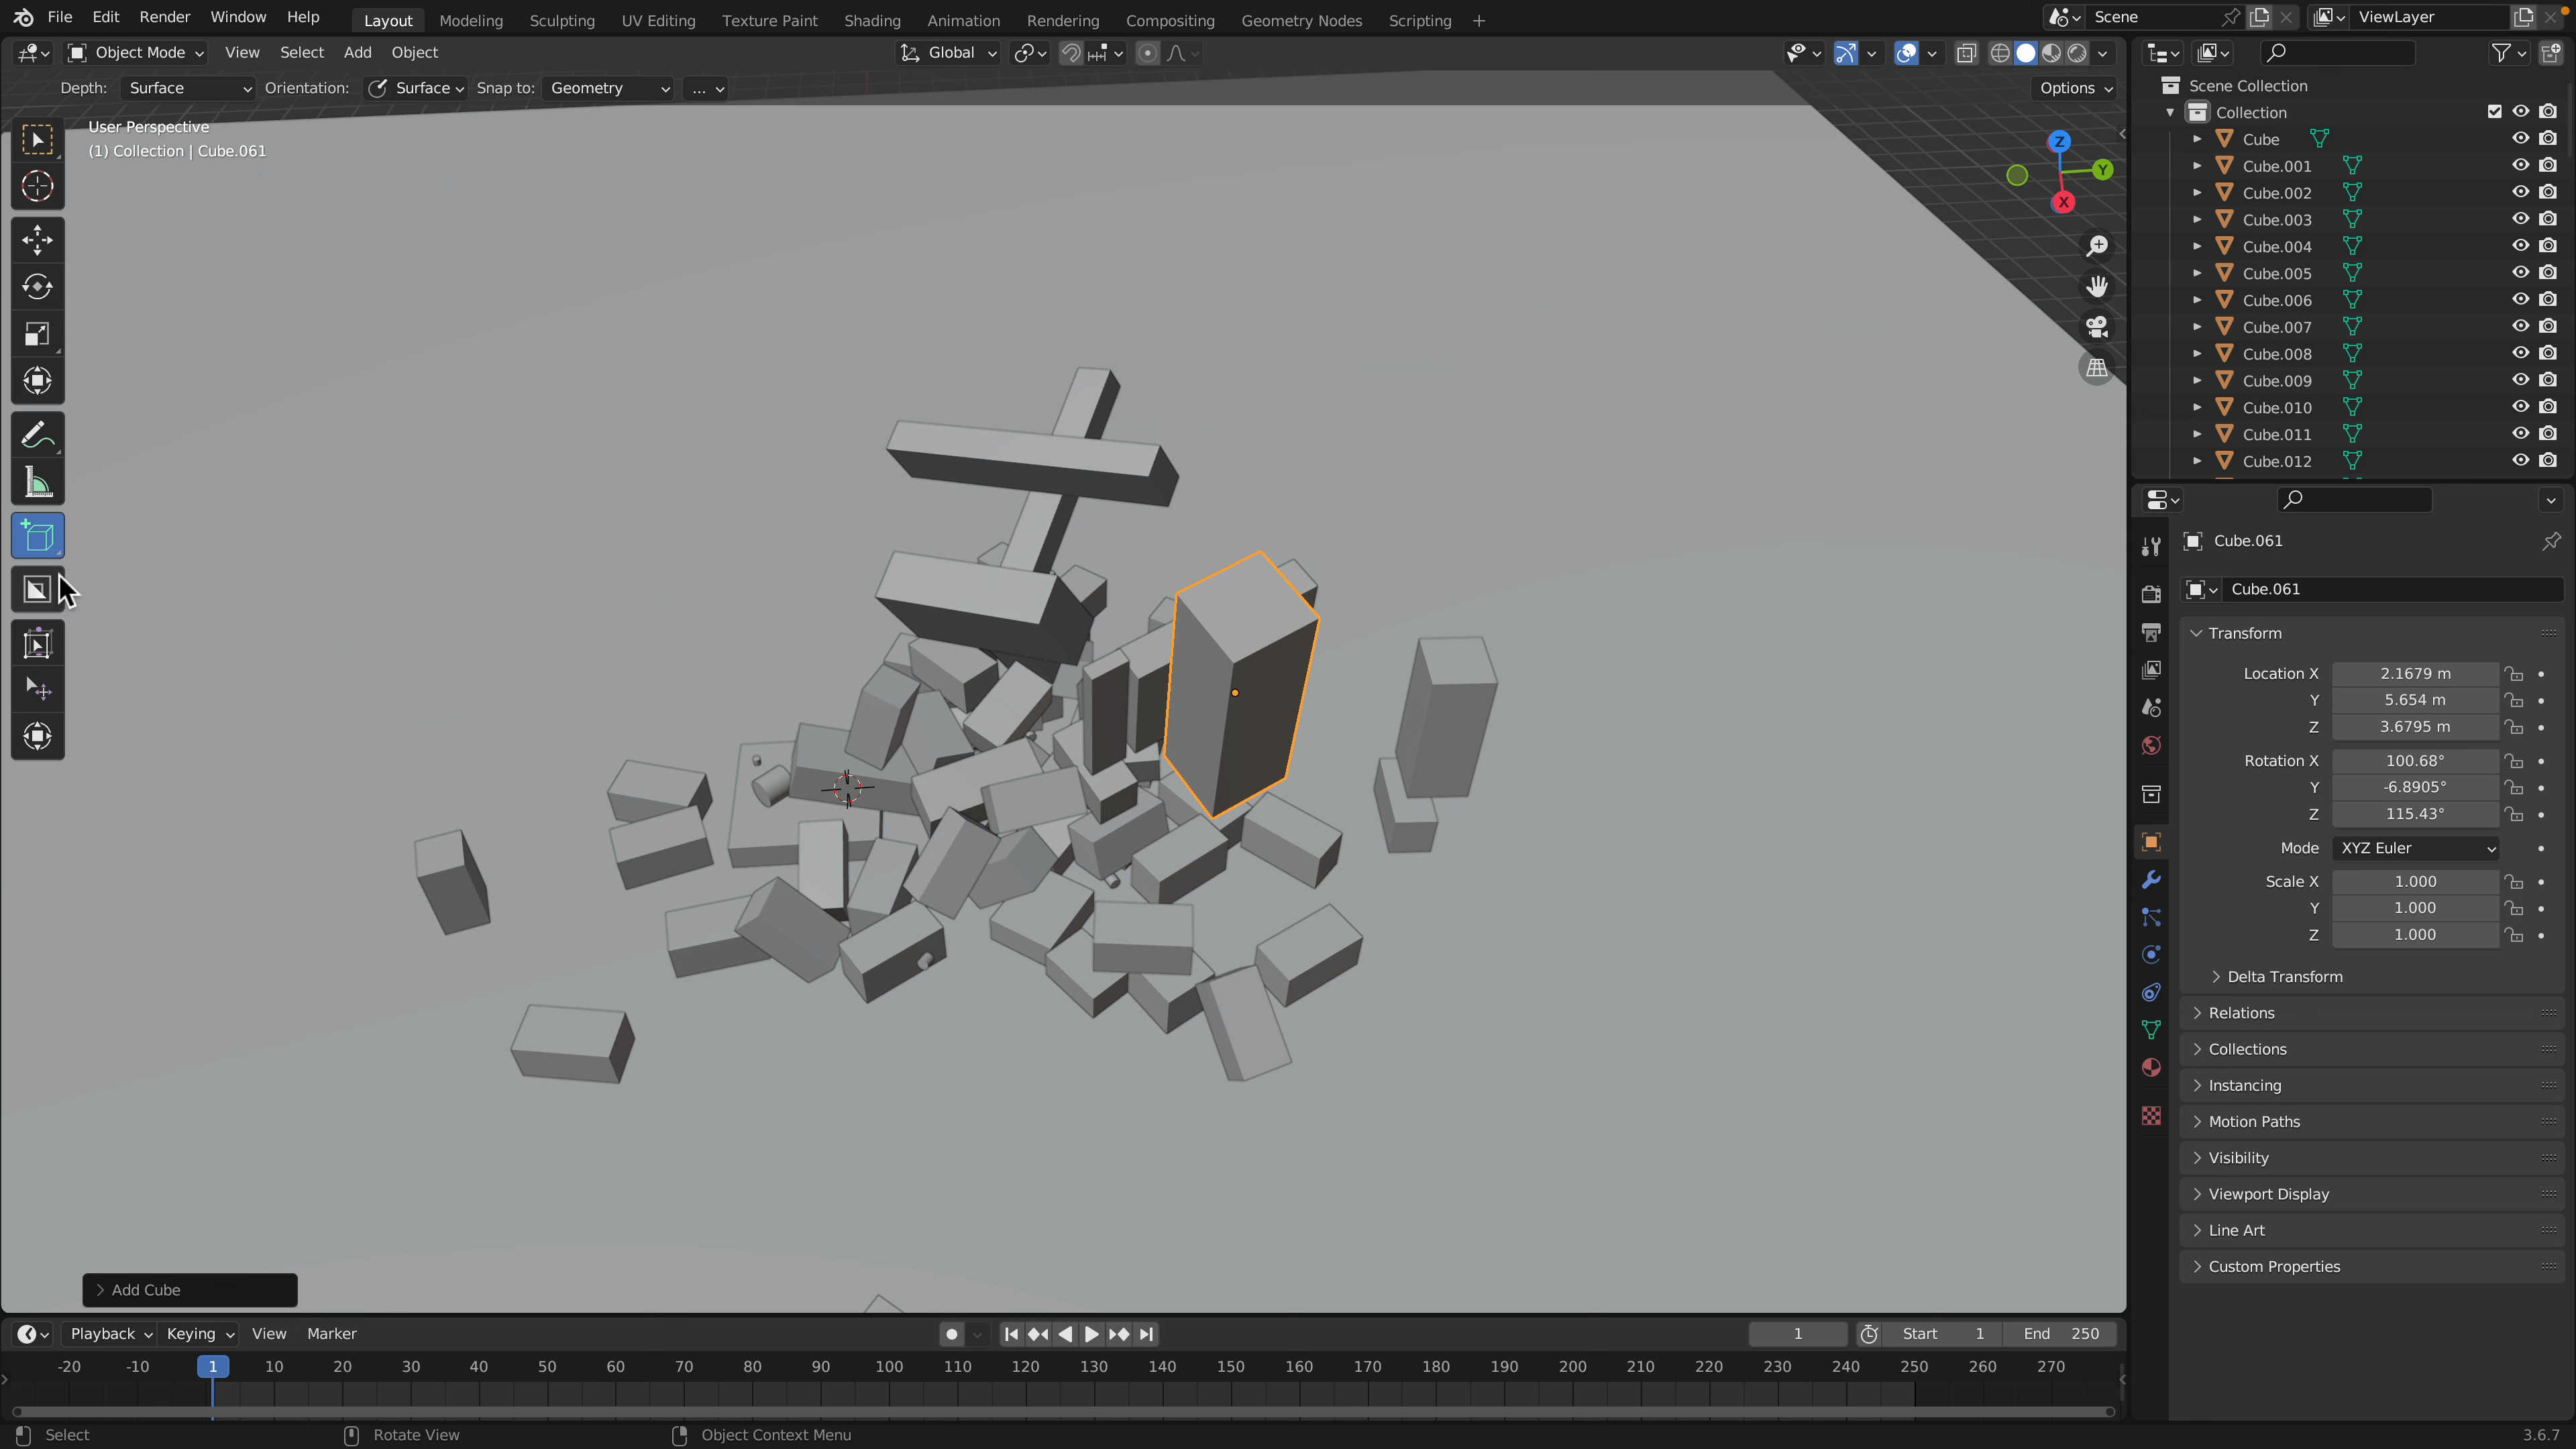 File Edit Render Window Help Layout Modeling Sculpting UV Editing Texture Paint Shading Animation Rendering Compositing Geometry Nodes Scripting + Scene ViewLayer
Object Mode View Select Add Object Global
Depth: Surface Orientation: Surface Snap to: Geometry ... Options
User Perspective
(1) Collection | Cube.061
Z
Y
X
Add Cube
Scene Collection
Collection
Cube
Cube.001
Cube.002
Cube.003
Cube.004
Cube.005
Cube.006
Cube.007
Cube.008
Cube.009
Cube.010
Cube.011
Cube.012
Cube.061
Cube.061
Transform
Location X 2.1679 m
Y 5.654 m
Z 3.6795 m
Rotation X 100.68°
Y -6.8905°
Z 115.43°
Mode XYZ Euler
Scale X 1.000
Y 1.000
Z 1.000
Delta Transform
Relations
Collections
Instancing
Motion Paths
Visibility
Viewport Display
Line Art
Custom Properties
Playback Keying View Marker 1 Start 1 End 250
-20 -10 1 10 20 30 40 50 60 70 80 90 100 110 120 130 140 150 160 170 180 190 200 210 220 230 240 250 260 270
Select Rotate View Object Context Menu 3.6.7